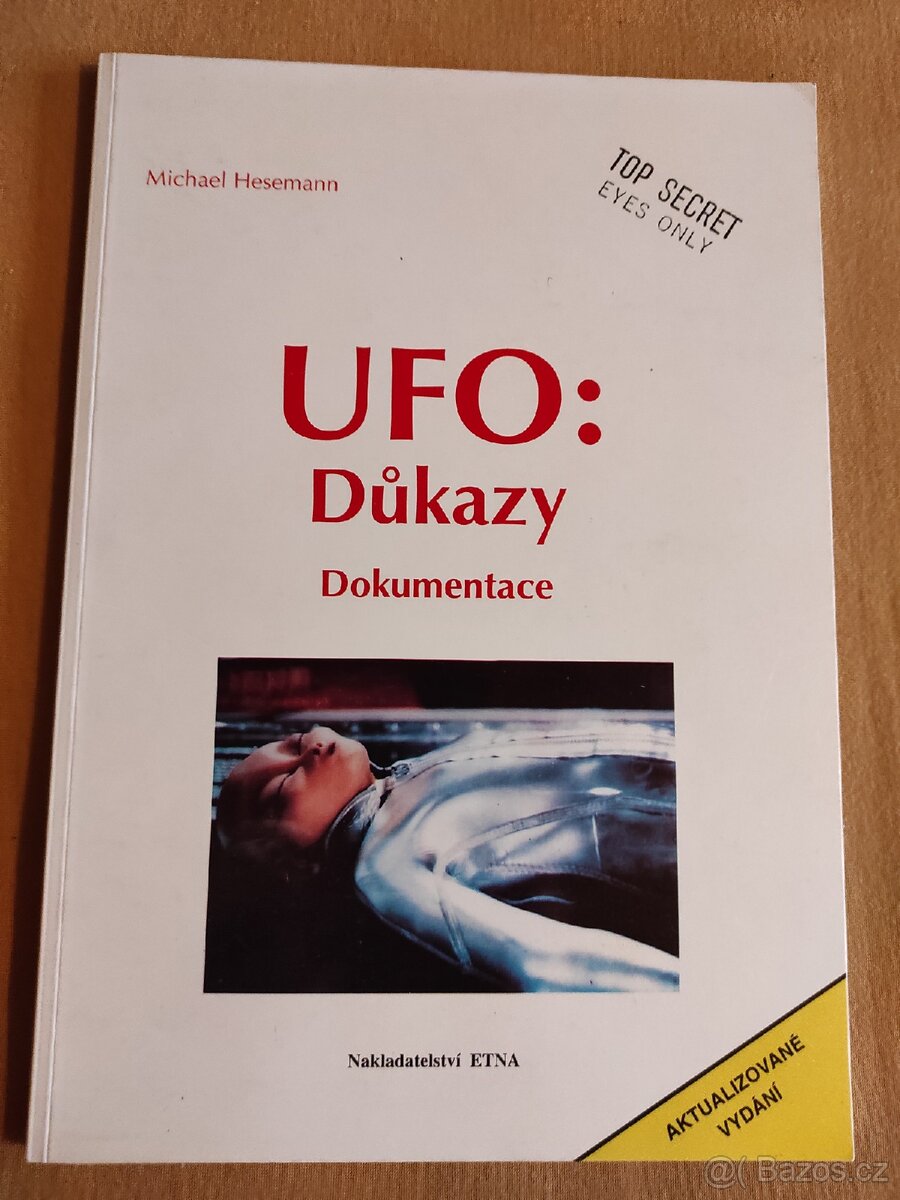 Michael Hesemann
TOP SECRET
EYES ONLY
UFO:
Důkazy
Dokumentace
Nakladatelství ETNA
AKTUALIZOVANÉ
VYDÁNÍ
@( Bazos.cz